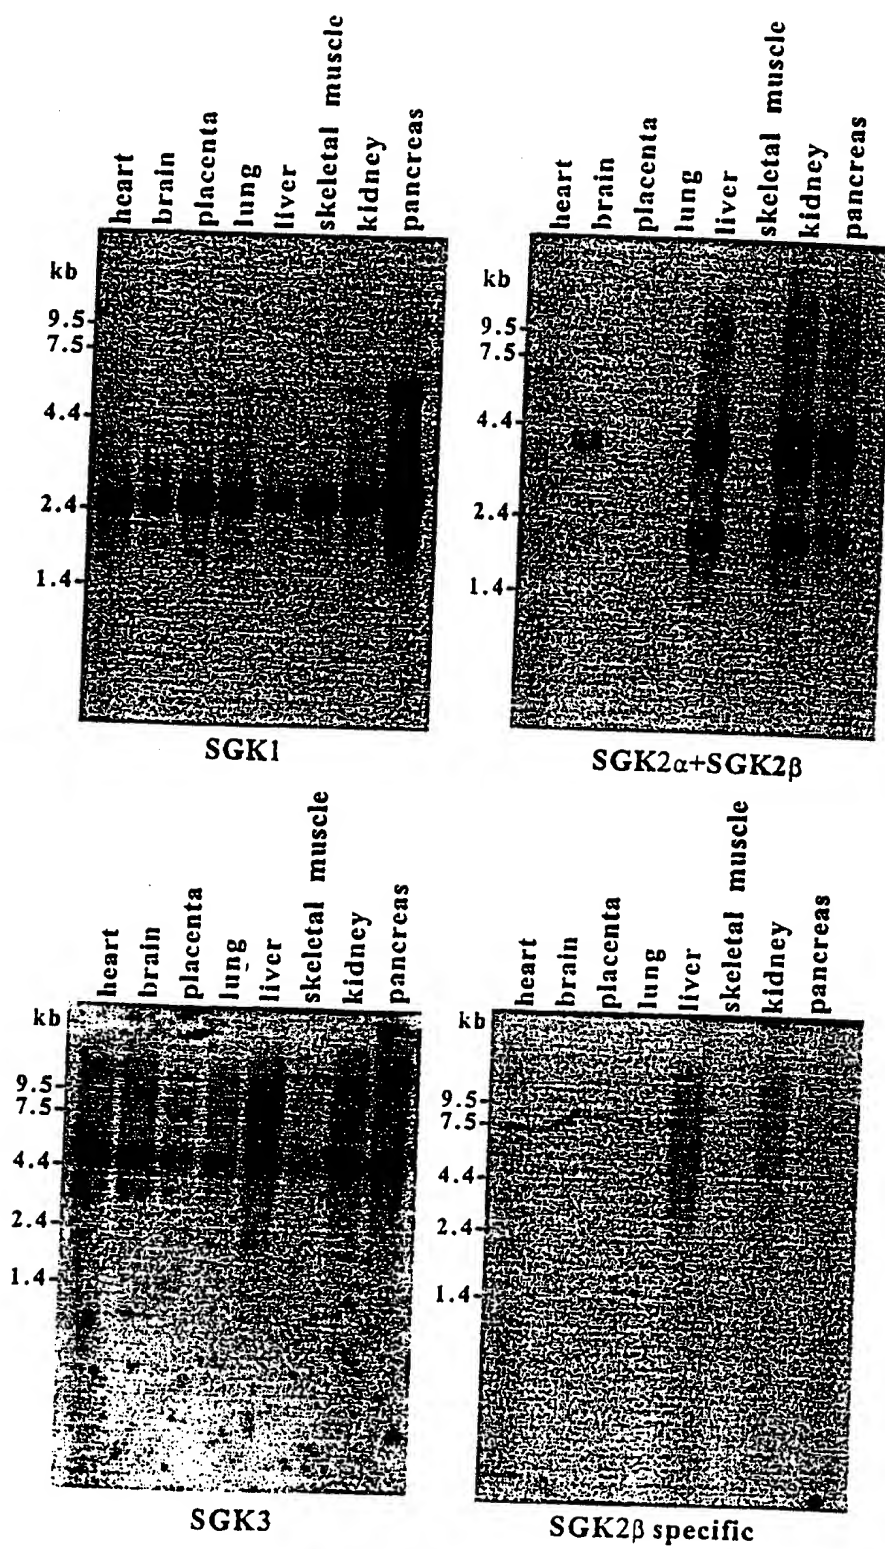 heart
brain
placenta
lung
liver
skeletal muscle
kidney
pancreas
kb
9.5
7.5
4.4
2.4
1.4
SGK1
heart
brain
placenta
lung
liver
skeletal muscle
kidney
pancreas
kb
9.5
7.5
4.4
2.4
1.4
SGK2α+SGK2β
heart
brain
placenta
lung
liver
skeletal muscle
kidney
pancreas
kb
9.5
7.5
4.4
2.4
1.4
SGK3
heart
brain
placenta
lung
liver
skeletal muscle
kidney
pancreas
kb
9.5
7.5
4.4
2.4
1.4
SGK2β specific